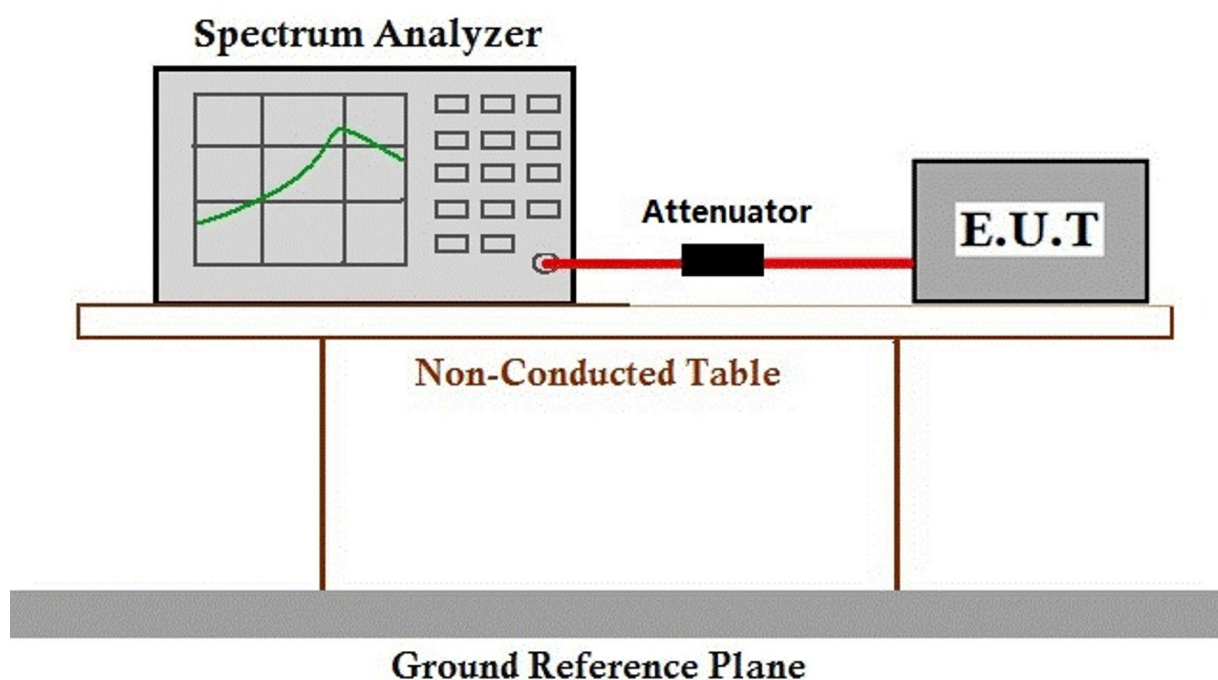 Spectrum Analyzer
Attenuator
E.U.T
Non-Conducted Table
Ground Reference Plane